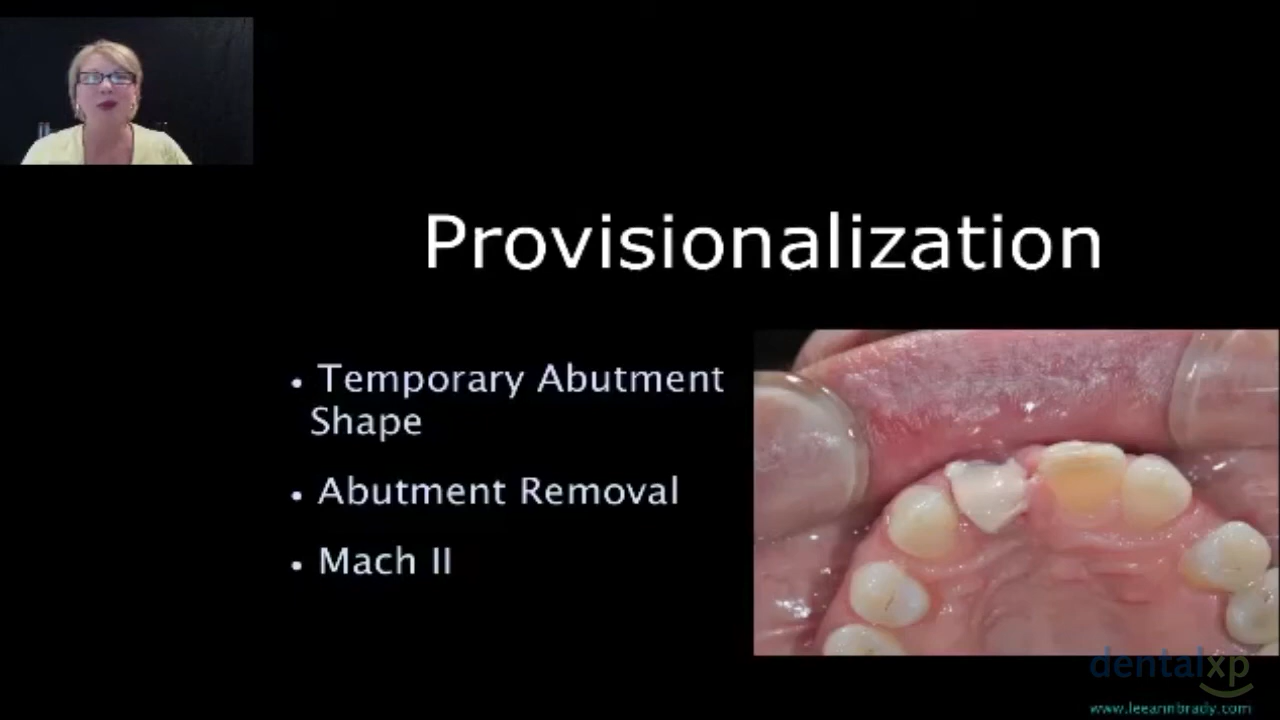 Provisionalization
• Temporary Abutment
Shape
• Abutment Removal
• Mach II
dentalxp
www.leeannbrady.com